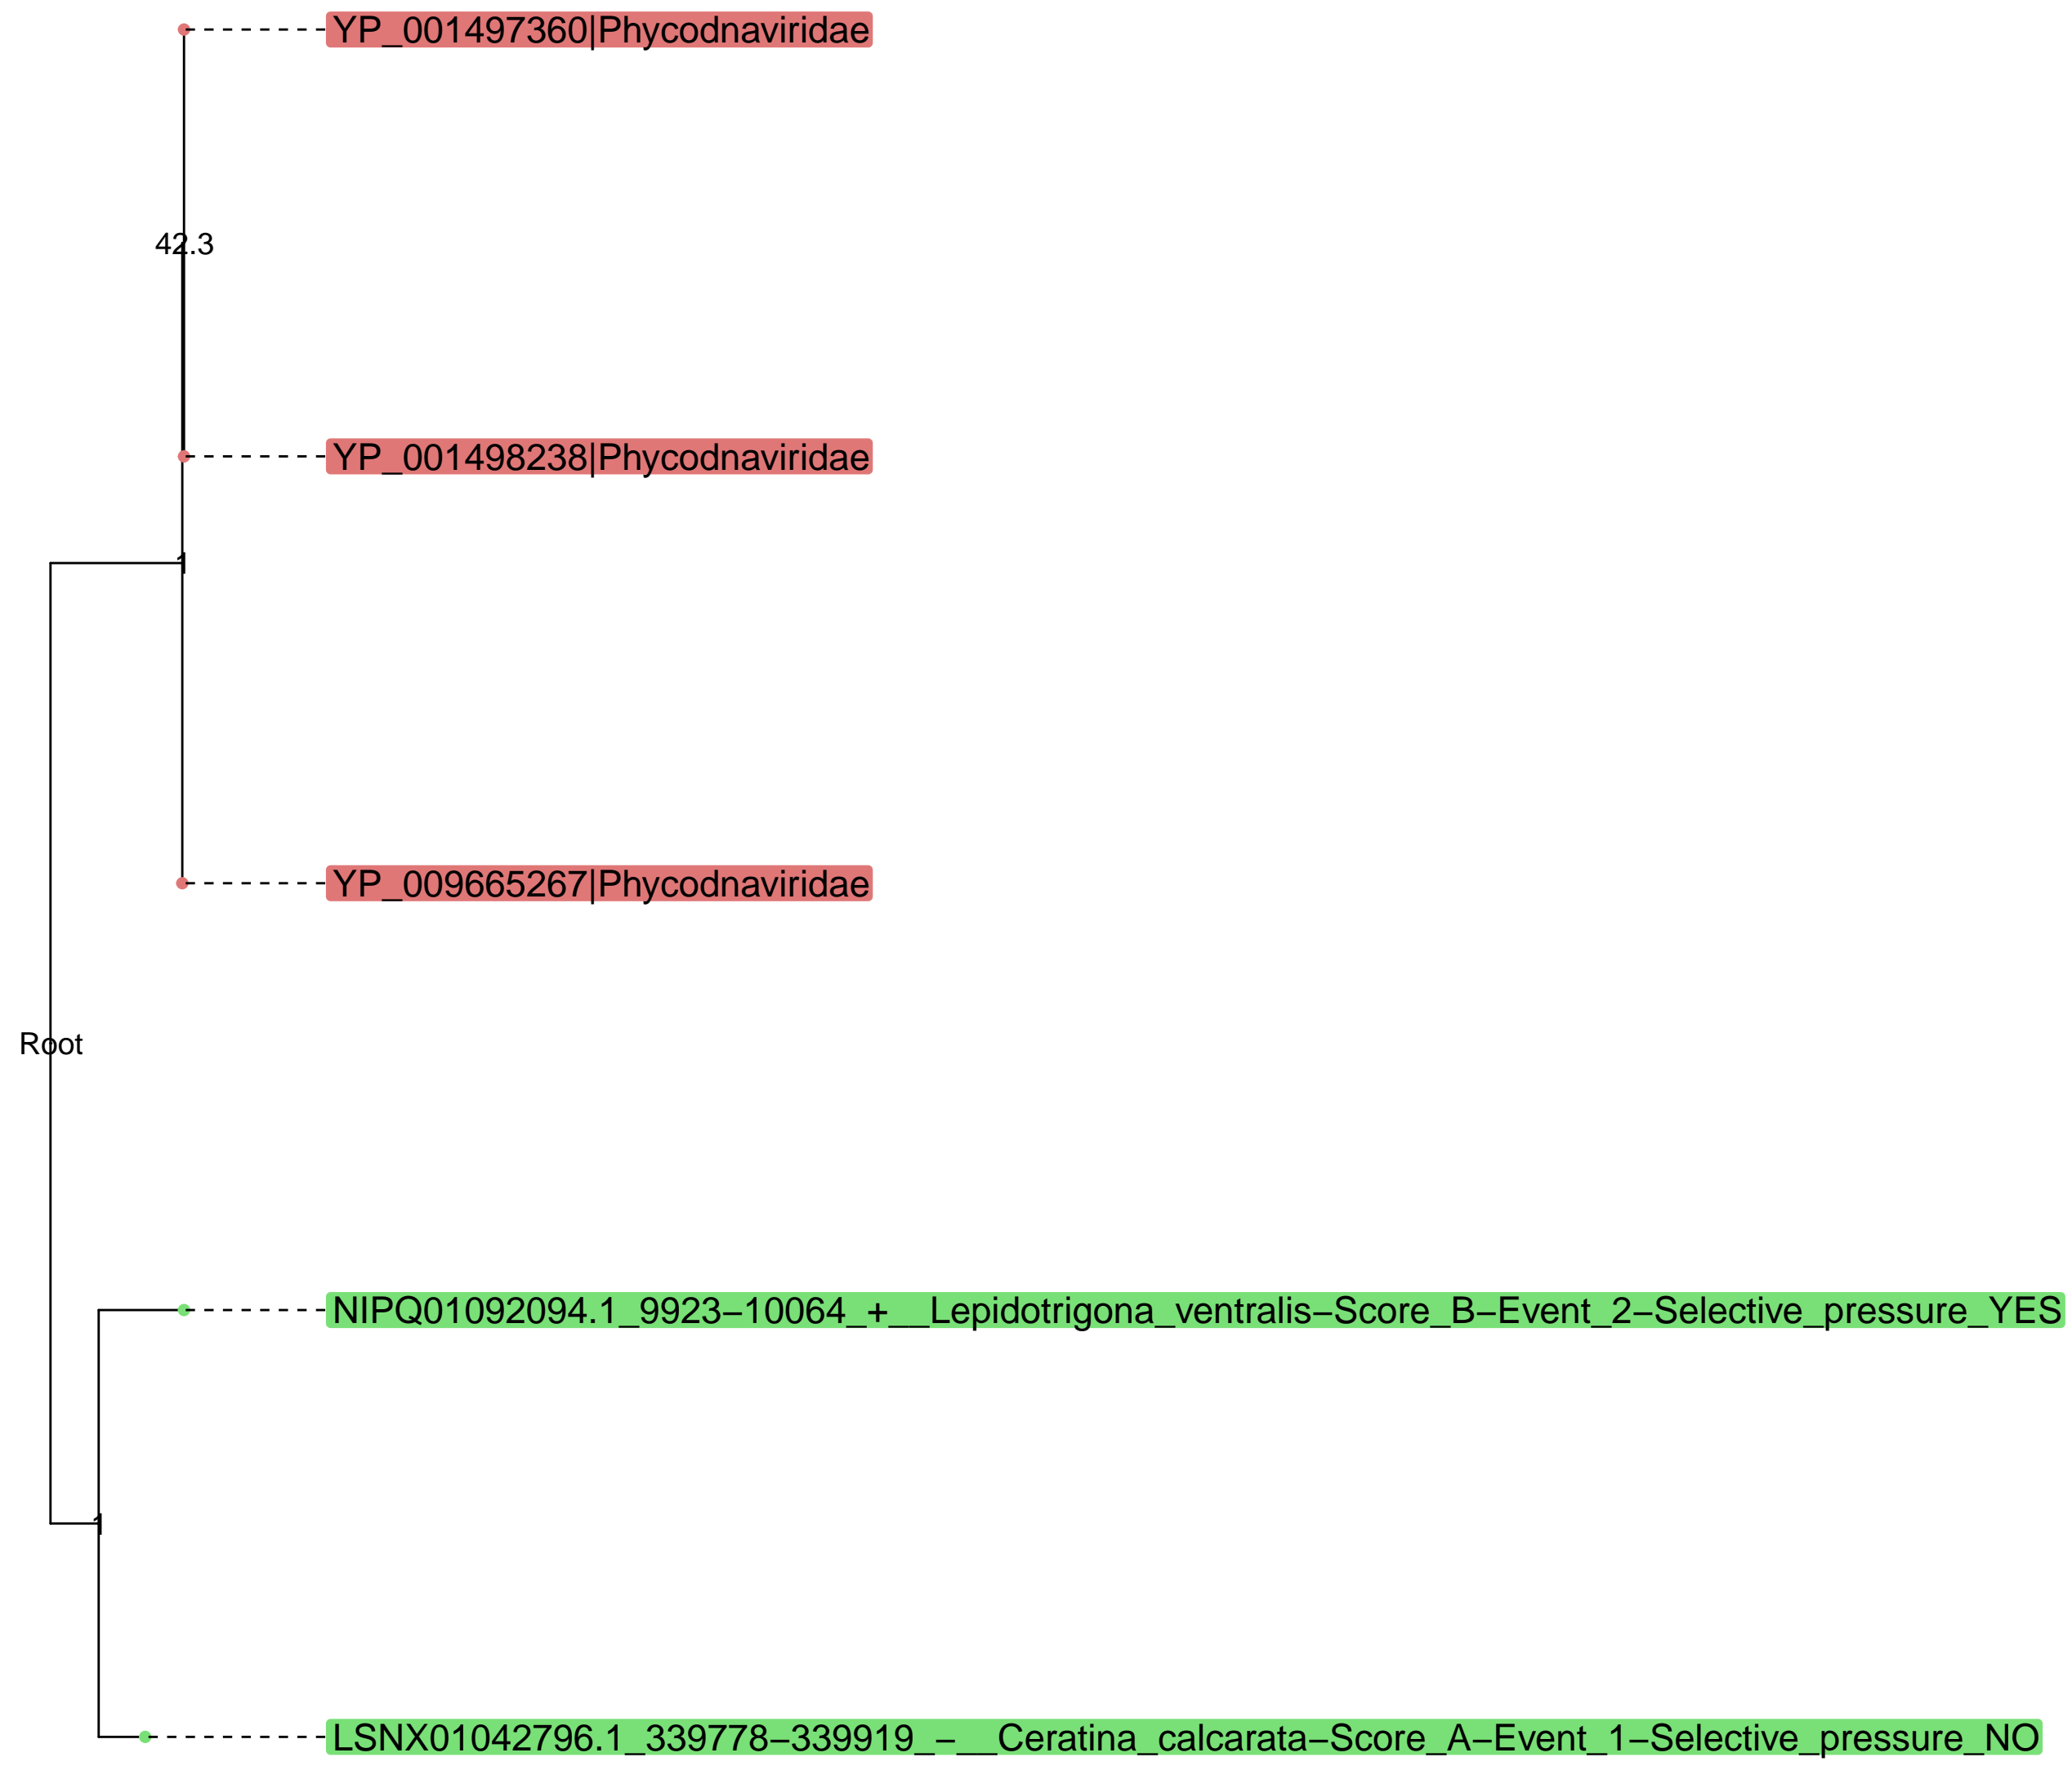 YP_001497360|Phycodnaviridae
42.3
YP_001498238|Phycodnaviridae
1
YP_009665267|Phycodnaviridae
Root
NIPQ01092094.1_9923−10064_+__Lepidotrigona_ventralis−Score_B−Event_2−Selective_pressure_YES
1
LSNX01042796.1_339778−339919_−__Ceratina_calcarata−Score_A−Event_1−Selective_pressure_NO